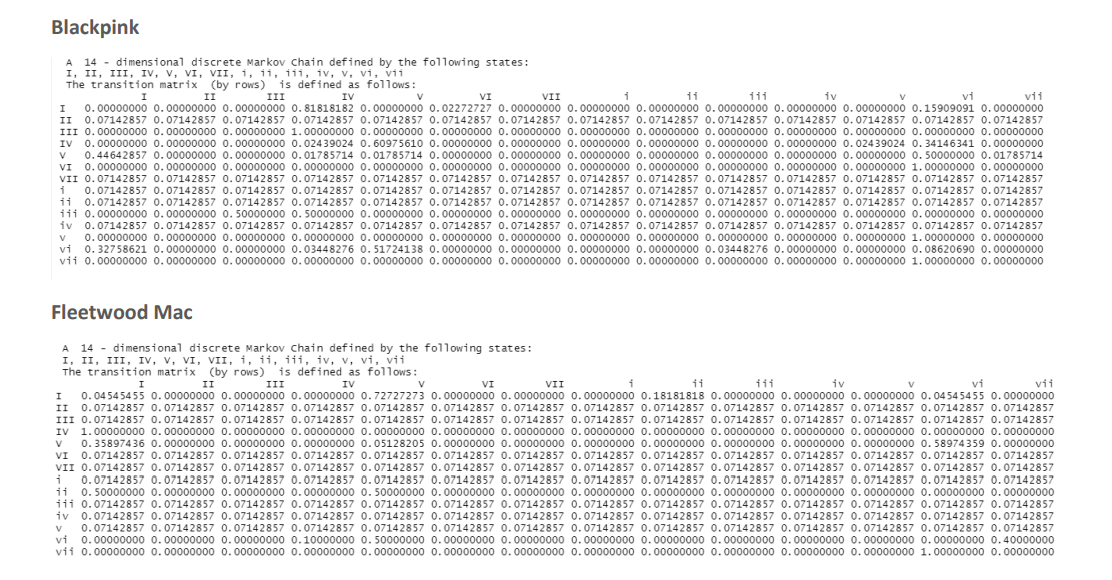 Blackpink
A 14 - dimensional discrete Markov Chain defined by the following states:
I, II, III, IV, V, VI, VII, i, ii, iii, iv, v, vi, vii
The transition matrix (by rows) is defined as follows:
I II III IV V VI VII i ii iii iv v vi vii
I 0.00000000 0.00000000 0.00000000 0.81818182 0.00000000 0.02272727 0.00000000 0.00000000 0.00000000 0.00000000 0.00000000 0.00000000 0.15909091 0.00000000
II 0.07142857 0.07142857 0.07142857 0.07142857 0.07142857 0.07142857 0.07142857 0.07142857 0.07142857 0.07142857 0.07142857 0.07142857 0.07142857 0.07142857
III 0.00000000 0.00000000 0.00000000 1.00000000 0.00000000 0.00000000 0.00000000 0.00000000 0.00000000 0.00000000 0.00000000 0.00000000 0.00000000 0.00000000
IV 0.00000000 0.00000000 0.00000000 0.02439024 0.60975610 0.00000000 0.00000000 0.00000000 0.00000000 0.00000000 0.00000000 0.02439024 0.34146341 0.00000000
V 0.44642857 0.00000000 0.00000000 0.01785714 0.01785714 0.00000000 0.00000000 0.00000000 0.00000000 0.00000000 0.00000000 0.00000000 0.50000000 0.01785714
VI 0.00000000 0.00000000 0.00000000 0.00000000 0.00000000 0.00000000 0.00000000 0.00000000 0.00000000 0.00000000 0.00000000 0.00000000 1.00000000 0.00000000
VII 0.07142857 0.07142857 0.07142857 0.07142857 0.07142857 0.07142857 0.07142857 0.07142857 0.07142857 0.07142857 0.07142857 0.07142857 0.07142857 0.07142857
i 0.07142857 0.07142857 0.07142857 0.07142857 0.07142857 0.07142857 0.07142857 0.07142857 0.07142857 0.07142857 0.07142857 0.07142857 0.07142857 0.07142857
ii 0.07142857 0.07142857 0.07142857 0.07142857 0.07142857 0.07142857 0.07142857 0.07142857 0.07142857 0.07142857 0.07142857 0.07142857 0.07142857 0.07142857
iii 0.00000000 0.00000000 0.50000000 0.50000000 0.00000000 0.00000000 0.00000000 0.00000000 0.00000000 0.00000000 0.00000000 0.00000000 0.00000000 0.00000000
iv 0.07142857 0.07142857 0.07142857 0.07142857 0.07142857 0.07142857 0.07142857 0.07142857 0.07142857 0.07142857 0.07142857 0.07142857 0.07142857 0.07142857
v 0.00000000 0.00000000 0.00000000 0.00000000 0.00000000 0.00000000 0.00000000 0.00000000 0.00000000 0.00000000 0.00000000 0.00000000 1.00000000 0.00000000
vi 0.32758621 0.00000000 0.00000000 0.03448276 0.51724138 0.00000000 0.00000000 0.00000000 0.00000000 0.03448276 0.00000000 0.00000000 0.08620690 0.00000000
vii 0.00000000 0.00000000 0.00000000 0.00000000 0.00000000 0.00000000 0.00000000 0.00000000 0.00000000 0.00000000 0.00000000 0.00000000 1.00000000 0.00000000
Fleetwood Mac
A 14 - dimensional discrete Markov Chain defined by the following states:
I, II, III, IV, V, VI, VII, i, ii, iii, iv, v, vi, vii
The transition matrix (by rows) is defined as follows:
I II III IV V VI VII i ii iii iv v vi vii
I 0.04545455 0.00000000 0.00000000 0.00000000 0.72727273 0.00000000 0.00000000 0.00000000 0.18181818 0.00000000 0.00000000 0.00000000 0.04545455 0.00000000
II 0.07142857 0.07142857 0.07142857 0.07142857 0.07142857 0.07142857 0.07142857 0.07142857 0.07142857 0.07142857 0.07142857 0.07142857 0.07142857 0.07142857
III 0.07142857 0.07142857 0.07142857 0.07142857 0.07142857 0.07142857 0.07142857 0.07142857 0.07142857 0.07142857 0.07142857 0.07142857 0.07142857 0.07142857
IV 1.00000000 0.00000000 0.00000000 0.00000000 0.00000000 0.00000000 0.00000000 0.00000000 0.00000000 0.00000000 0.00000000 0.00000000 0.00000000 0.00000000
V 0.35897436 0.00000000 0.00000000 0.00000000 0.05128205 0.00000000 0.00000000 0.00000000 0.00000000 0.00000000 0.00000000 0.00000000 0.58974359 0.00000000
VI 0.07142857 0.07142857 0.07142857 0.07142857 0.07142857 0.07142857 0.07142857 0.07142857 0.07142857 0.07142857 0.07142857 0.07142857 0.07142857 0.07142857
VII 0.07142857 0.07142857 0.07142857 0.07142857 0.07142857 0.07142857 0.07142857 0.07142857 0.07142857 0.07142857 0.07142857 0.07142857 0.07142857 0.07142857
i 0.07142857 0.07142857 0.07142857 0.07142857 0.07142857 0.07142857 0.07142857 0.07142857 0.07142857 0.07142857 0.07142857 0.07142857 0.07142857 0.07142857
ii 0.50000000 0.00000000 0.00000000 0.00000000 0.50000000 0.00000000 0.00000000 0.00000000 0.00000000 0.00000000 0.00000000 0.00000000 0.00000000 0.00000000
iii 0.07142857 0.07142857 0.07142857 0.07142857 0.07142857 0.07142857 0.07142857 0.07142857 0.07142857 0.07142857 0.07142857 0.07142857 0.07142857 0.07142857
iv 0.07142857 0.07142857 0.07142857 0.07142857 0.07142857 0.07142857 0.07142857 0.07142857 0.07142857 0.07142857 0.07142857 0.07142857 0.07142857 0.07142857
v 0.07142857 0.07142857 0.07142857 0.07142857 0.07142857 0.07142857 0.07142857 0.07142857 0.07142857 0.07142857 0.07142857 0.07142857 0.07142857 0.07142857
vi 0.00000000 0.00000000 0.00000000 0.10000000 0.50000000 0.00000000 0.00000000 0.00000000 0.00000000 0.00000000 0.00000000 0.00000000 0.00000000 0.40000000
vii 0.00000000 0.00000000 0.00000000 0.00000000 0.00000000 0.00000000 0.00000000 0.00000000 0.00000000 0.00000000 0.00000000 0.00000000 1.00000000 0.00000000